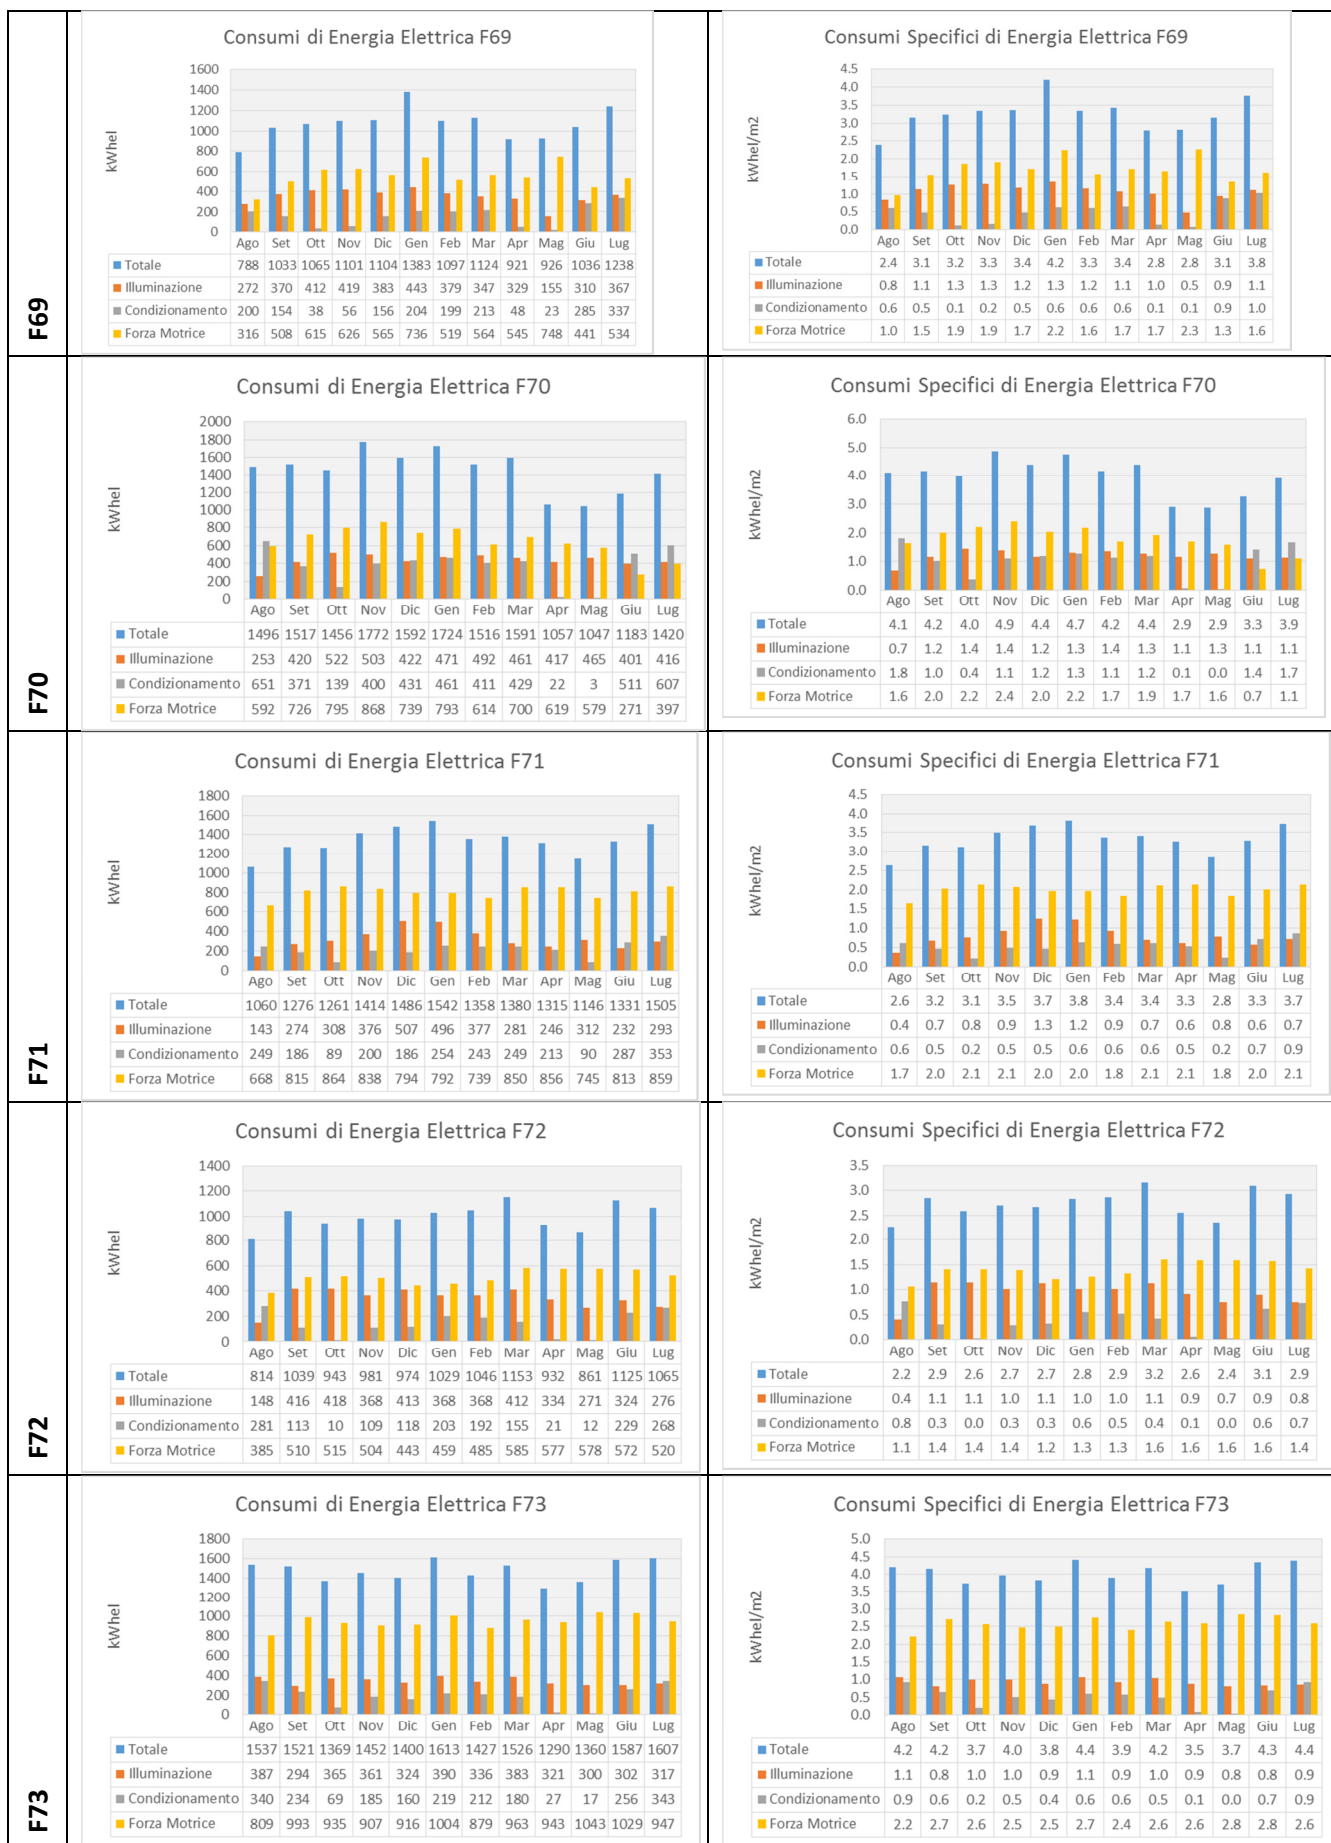 F69
Consumi di Energia Elettrica F69
kWhel
1600
1400
1200
1000
800
600
400
200
0
Ago Set Ott Nov Dic Gen Feb Mar Apr Mag Giu Lug
Totale 788 1033 1065 1101 1104 1383 1097 1124 921 926 1036 1238
Illuminazione 272 370 412 419 383 443 379 347 329 155 310 367
Condizionamento 200 154 38 56 156 204 199 213 48 23 285 337
Forza Motrice 316 508 615 626 565 736 519 564 545 748 441 534
Consumi Specifici di Energia Elettrica F69
kWhel/m2
4.5
4.0
3.5
3.0
2.5
2.0
1.5
1.0
0.5
0.0
Ago Set Ott Nov Dic Gen Feb Mar Apr Mag Giu Lug
Totale 2.4 3.1 3.2 3.3 3.4 4.2 3.3 3.4 2.8 2.8 3.1 3.8
Illuminazione 0.8 1.1 1.3 1.3 1.2 1.3 1.2 1.1 1.0 0.5 0.9 1.1
Condizionamento 0.6 0.5 0.1 0.2 0.5 0.6 0.6 0.6 0.1 0.1 0.9 1.0
Forza Motrice 1.0 1.5 1.9 1.9 1.7 2.2 1.6 1.7 1.7 2.3 1.3 1.6
F70
Consumi di Energia Elettrica F70
kWhel
2000
1800
1600
1400
1200
1000
800
600
400
200
0
Ago Set Ott Nov Dic Gen Feb Mar Apr Mag Giu Lug
Totale 1496 1517 1456 1772 1592 1724 1516 1591 1057 1047 1183 1420
Illuminazione 253 420 522 503 422 471 492 461 417 465 401 416
Condizionamento 651 371 139 400 431 461 411 429 22 3 511 607
Forza Motrice 592 726 795 868 739 793 614 700 619 579 271 397
Consumi Specifici di Energia Elettrica F70
kWhel/m2
6.0
5.0
4.0
3.0
2.0
1.0
0.0
Ago Set Ott Nov Dic Gen Feb Mar Apr Mag Giu Lug
Totale 4.1 4.2 4.0 4.9 4.4 4.7 4.2 4.4 2.9 2.9 3.3 3.9
Illuminazione 0.7 1.2 1.4 1.4 1.2 1.3 1.4 1.3 1.1 1.3 1.1 1.1
Condizionamento 1.8 1.0 0.4 1.1 1.2 1.3 1.1 1.2 0.1 0.0 1.4 1.7
Forza Motrice 1.6 2.0 2.2 2.4 2.0 2.2 1.7 1.9 1.7 1.6 0.7 1.1
F71
Consumi di Energia Elettrica F71
kWhel
1800
1600
1400
1200
1000
800
600
400
200
0
Ago Set Ott Nov Dic Gen Feb Mar Apr Mag Giu Lug
Totale 1060 1276 1261 1414 1486 1542 1358 1380 1315 1146 1331 1505
Illuminazione 143 274 308 376 507 496 377 281 246 312 232 293
Condizionamento 249 186 89 200 186 254 243 249 213 90 287 353
Forza Motrice 668 815 864 838 794 792 739 850 856 745 813 859
Consumi Specifici di Energia Elettrica F71
kWhel/m2
4.5
4.0
3.5
3.0
2.5
2.0
1.5
1.0
0.5
0.0
Ago Set Ott Nov Dic Gen Feb Mar Apr Mag Giu Lug
Totale 2.6 3.2 3.1 3.5 3.7 3.8 3.4 3.4 3.3 2.8 3.3 3.7
Illuminazione 0.4 0.7 0.8 0.9 1.3 1.2 0.9 0.7 0.6 0.8 0.6 0.7
Condizionamento 0.6 0.5 0.2 0.5 0.5 0.6 0.6 0.6 0.5 0.2 0.7 0.9
Forza Motrice 1.7 2.0 2.1 2.1 2.0 2.0 1.8 2.1 2.1 1.8 2.0 2.1
F72
Consumi di Energia Elettrica F72
kWhel
1400
1200
1000
800
600
400
200
0
Ago Set Ott Nov Dic Gen Feb Mar Apr Mag Giu Lug
Totale 814 1039 943 981 974 1029 1046 1153 932 861 1125 1065
Illuminazione 148 416 418 368 413 368 368 412 334 271 324 276
Condizionamento 281 113 10 109 118 203 192 155 21 12 229 268
Forza Motrice 385 510 515 504 443 459 485 585 577 578 572 520
Consumi Specifici di Energia Elettrica F72
kWhel/m2
3.5
3.0
2.5
2.0
1.5
1.0
0.5
0.0
Ago Set Ott Nov Dic Gen Feb Mar Apr Mag Giu Lug
Totale 2.2 2.9 2.6 2.7 2.7 2.8 2.9 3.2 2.6 2.4 3.1 2.9
Illuminazione 0.4 1.1 1.1 1.0 1.1 1.0 1.0 1.1 0.9 0.7 0.9 0.8
Condizionamento 0.8 0.3 0.0 0.3 0.3 0.6 0.5 0.4 0.1 0.0 0.6 0.7
Forza Motrice 1.1 1.4 1.4 1.4 1.2 1.3 1.3 1.6 1.6 1.6 1.6 1.4
F73
Consumi di Energia Elettrica F73
kWhel
1800
1600
1400
1200
1000
800
600
400
200
0
Ago Set Ott Nov Dic Gen Feb Mar Apr Mag Giu Lug
Totale 1537 1521 1369 1452 1400 1613 1427 1526 1290 1360 1587 1607
Illuminazione 387 294 365 361 324 390 336 383 321 300 302 317
Condizionamento 340 234 69 185 160 219 212 180 27 17 256 343
Forza Motrice 809 993 935 907 916 1004 879 963 943 1043 1029 947
Consumi Specifici di Energia Elettrica F73
kWhel/m2
5.0
4.5
4.0
3.5
3.0
2.5
2.0
1.5
1.0
0.5
0.0
Ago Set Ott Nov Dic Gen Feb Mar Apr Mag Giu Lug
Totale 4.2 4.2 3.7 4.0 3.8 4.4 3.9 4.2 3.5 3.7 4.3 4.4
Illuminazione 1.1 0.8 1.0 1.0 0.9 1.1 0.9 1.0 0.9 0.8 0.8 0.9
Condizionamento 0.9 0.6 0.2 0.5 0.4 0.6 0.6 0.5 0.1 0.0 0.7 0.9
Forza Motrice 2.2 2.7 2.6 2.5 2.5 2.7 2.4 2.6 2.6 2.8 2.8 2.6